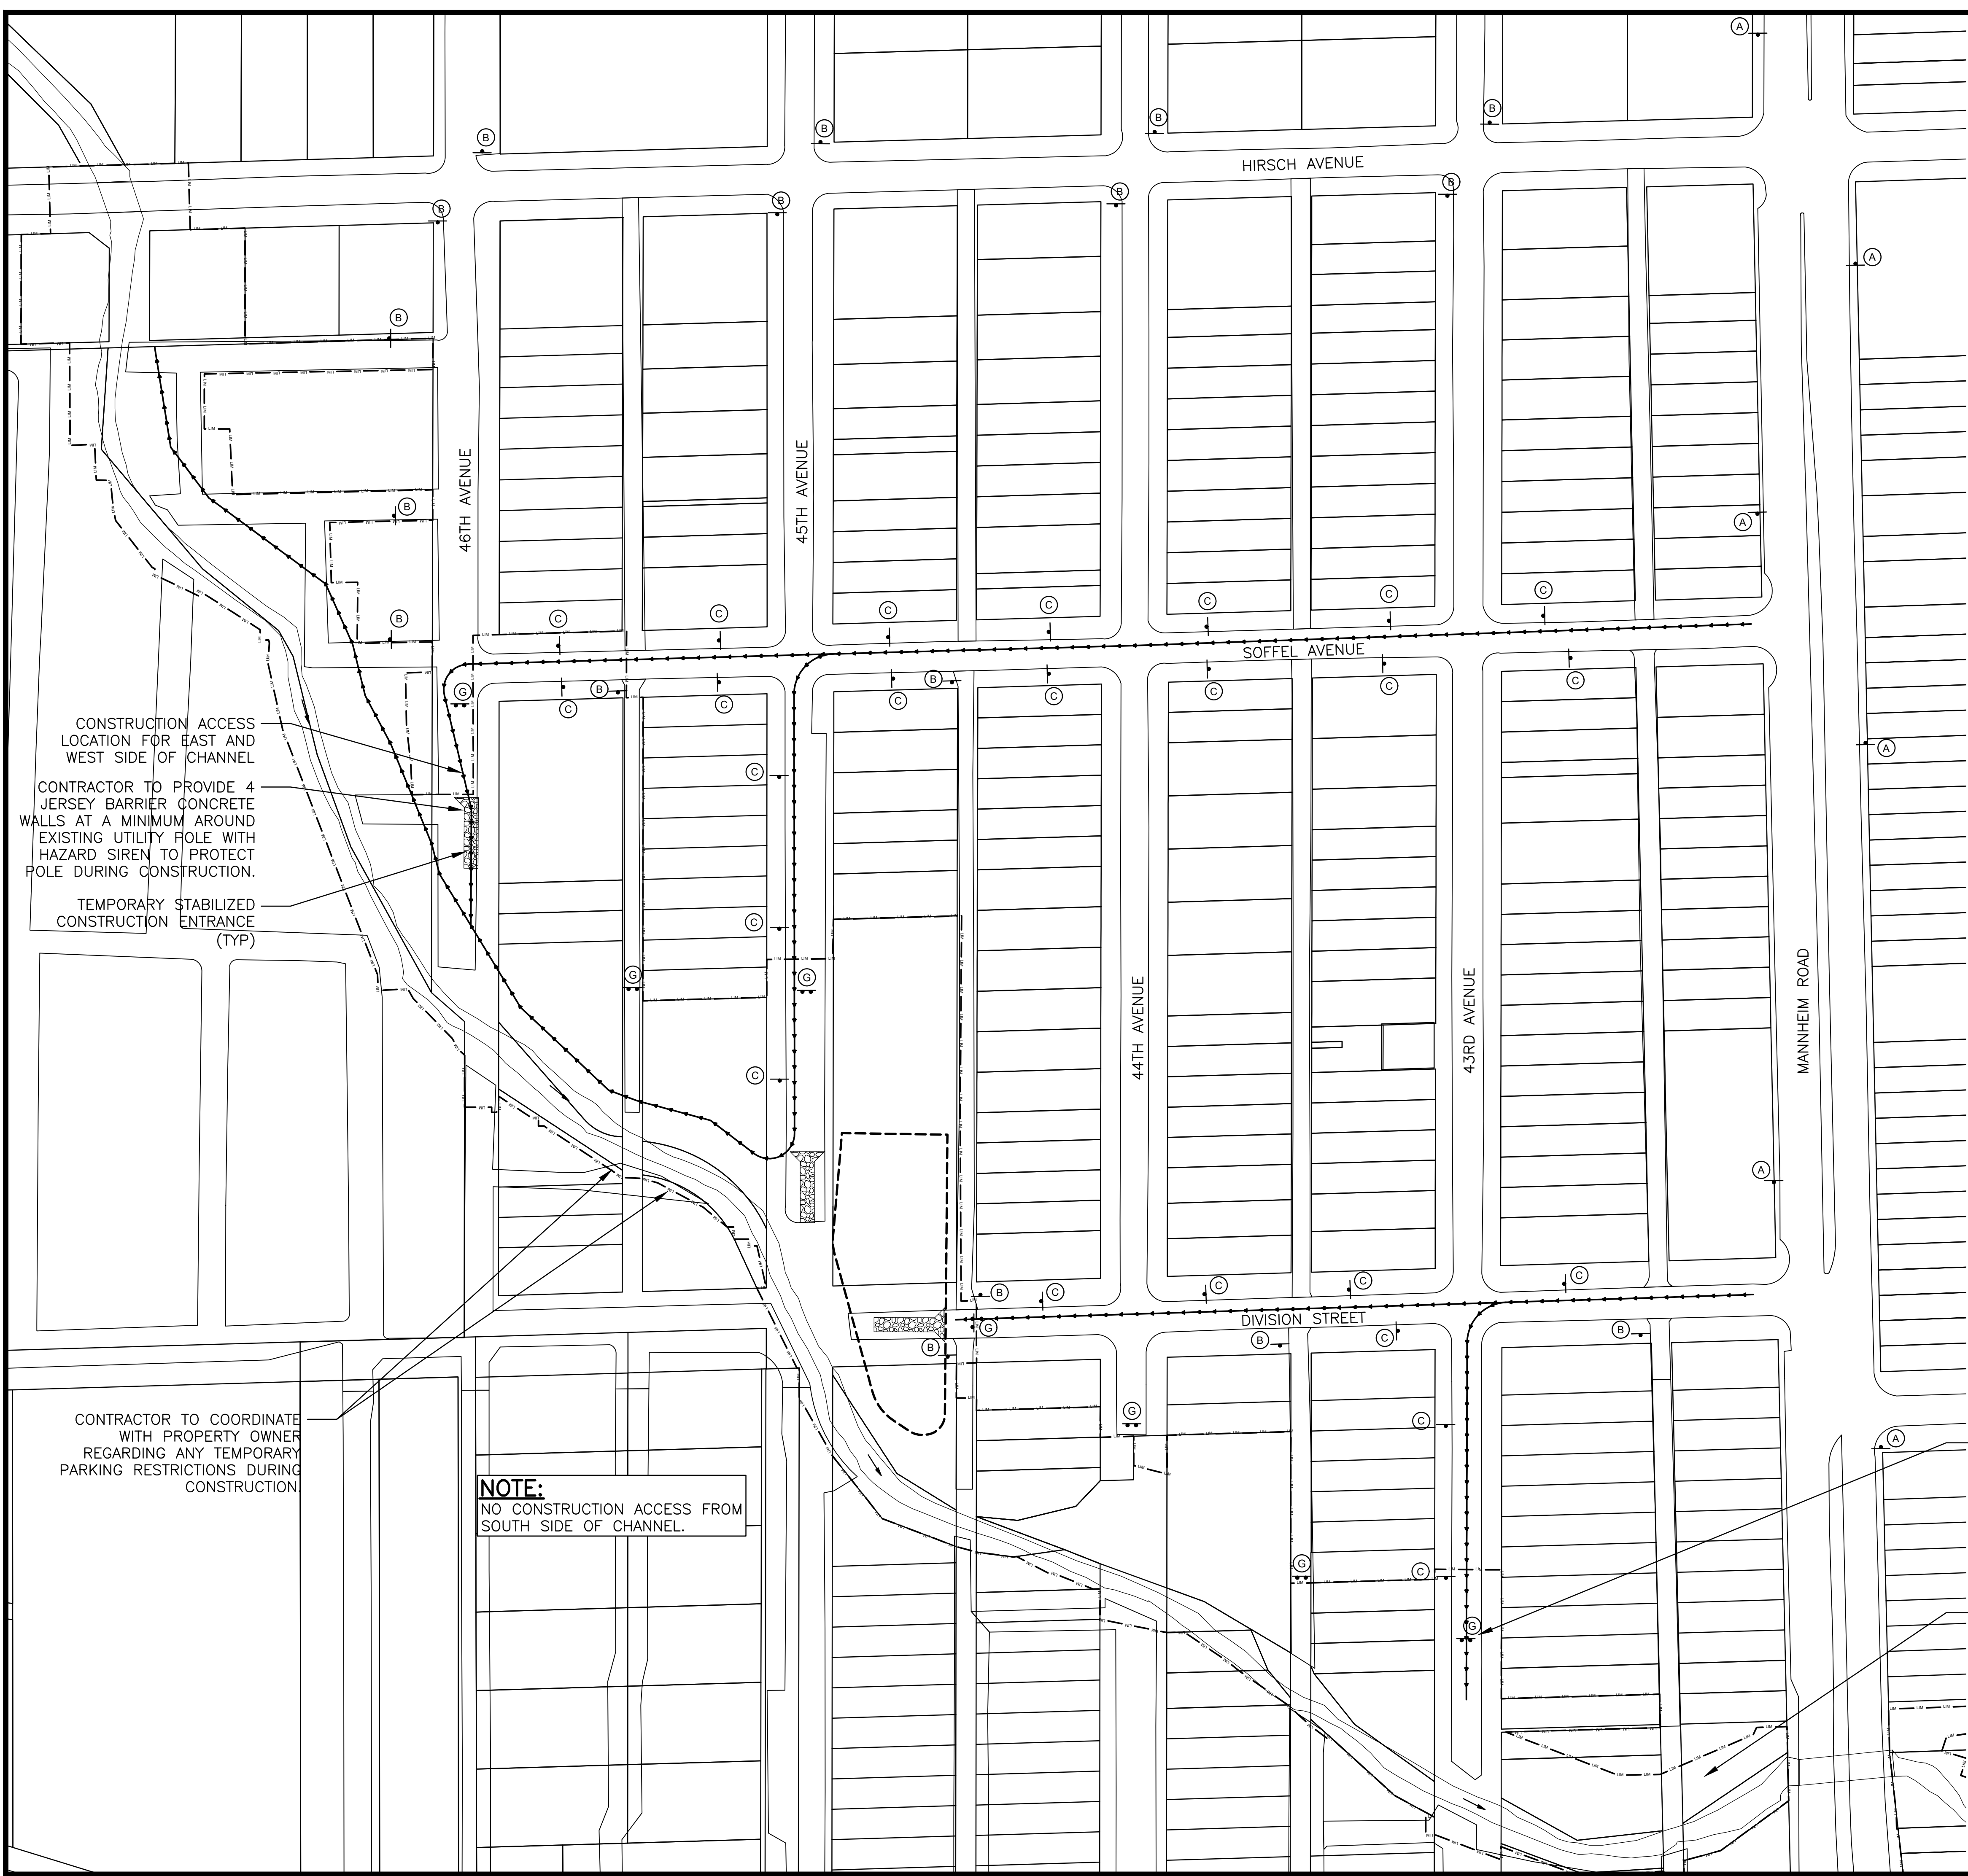 A
B
B
B
B
HIRSCH AVENUE
B
B
B
B
A
B
46TH AVENUE
45TH AVENUE
B
A
B
C
C
C
C
C
C
C
SOFFEL AVENUE
G
B
C
C
C
B
C
C
C
C
A
CONSTRUCTION ACCESS
LOCATION FOR EAST AND
WEST SIDE OF CHANNEL
CONTRACTOR TO PROVIDE 4
JERSEY BARRIER CONCRETE
WALLS AT A MINIMUM AROUND
EXISTING UTILITY POLE WITH
HAZARD SIREN TO PROTECT
POLE DURING CONSTRUCTION.
TEMPORARY STABILIZED
CONSTRUCTION ENTRANCE
(TYP)
C
C
G
G
C
44TH AVENUE
43RD AVENUE
MANNHEIM ROAD
A
B
C
C
C
C
G
DIVISION STREET
B
B
C
B
CONTRACTOR TO COORDINATE
WITH PROPERTY OWNER
REGARDING ANY TEMPORARY
PARKING RESTRICTIONS DURING
CONSTRUCTION.
G
C
A
NOTE:
NO CONSTRUCTION ACCESS FROM
SOUTH SIDE OF CHANNEL.
G
C
G
LIM